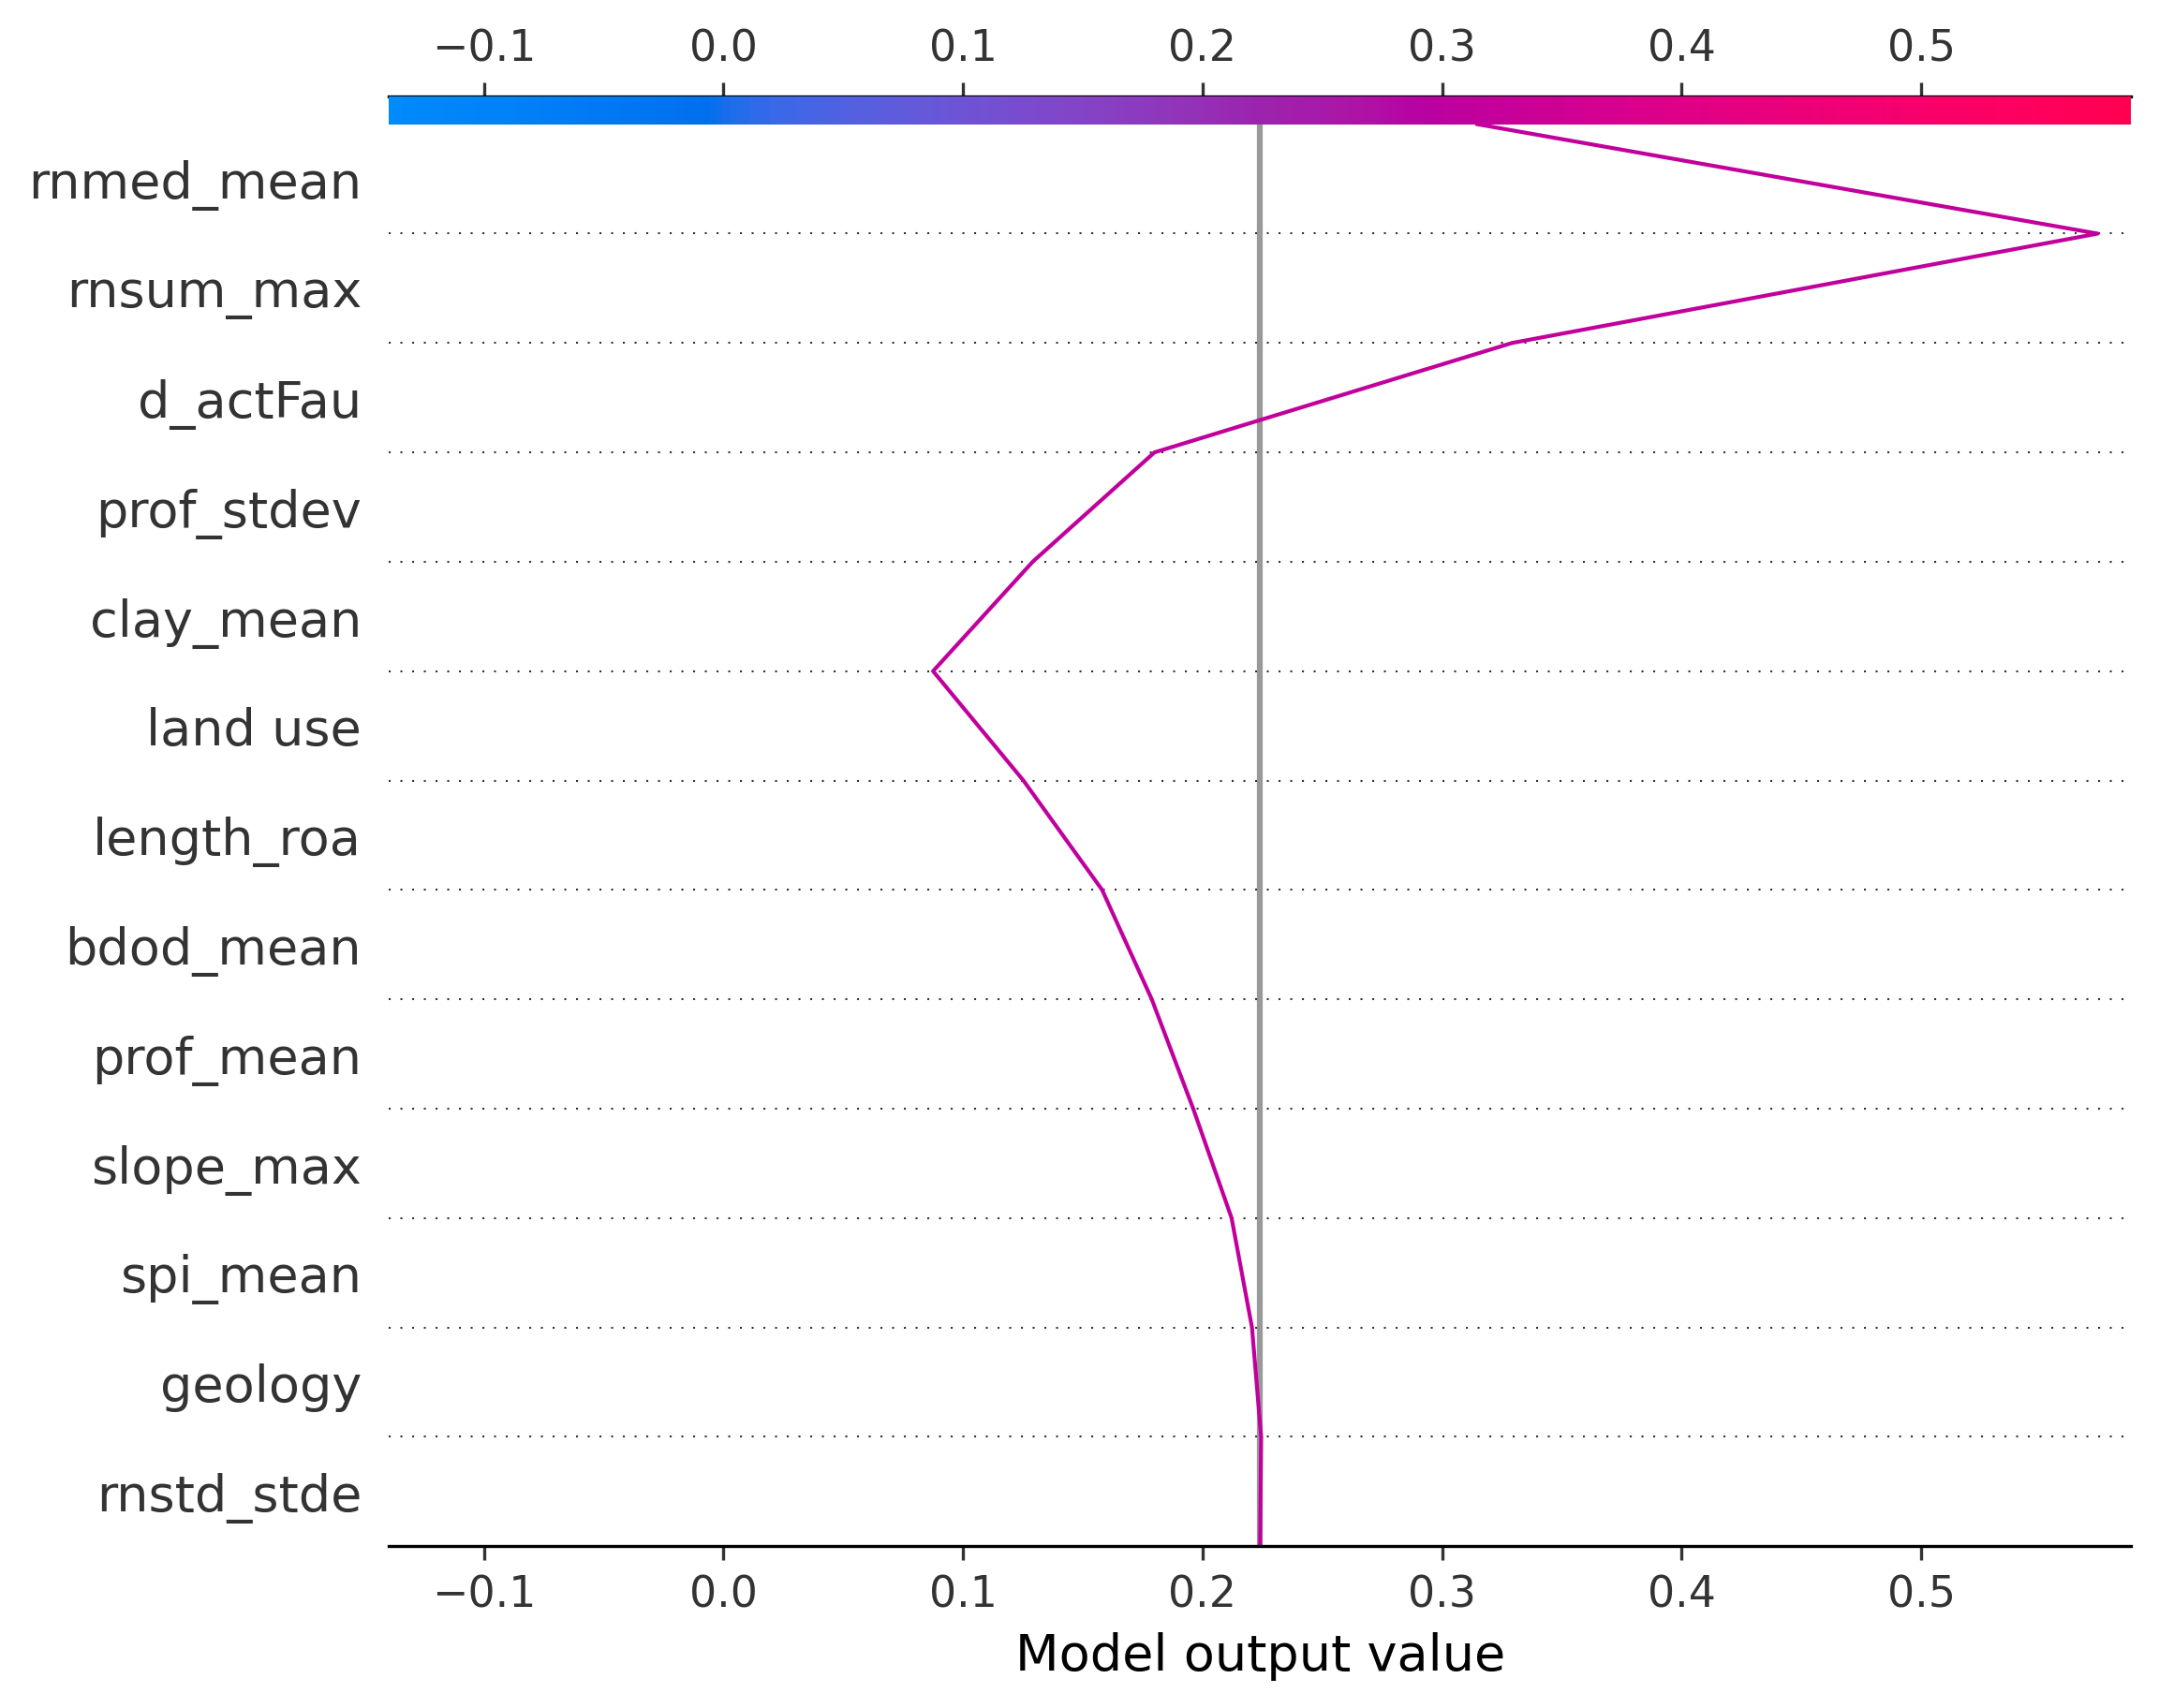 −0.1 0.0 0.1 0.2 0.3 0.4 0.5
rnmed_mean
rnsum_max
d_actFau
prof_stdev
clay_mean
land use
length_roa
bdod_mean
prof_mean
slope_max
spi_mean
geology
rnstd_stde
−0.1 0.0 0.1 0.2 0.3 0.4 0.5
Model output value